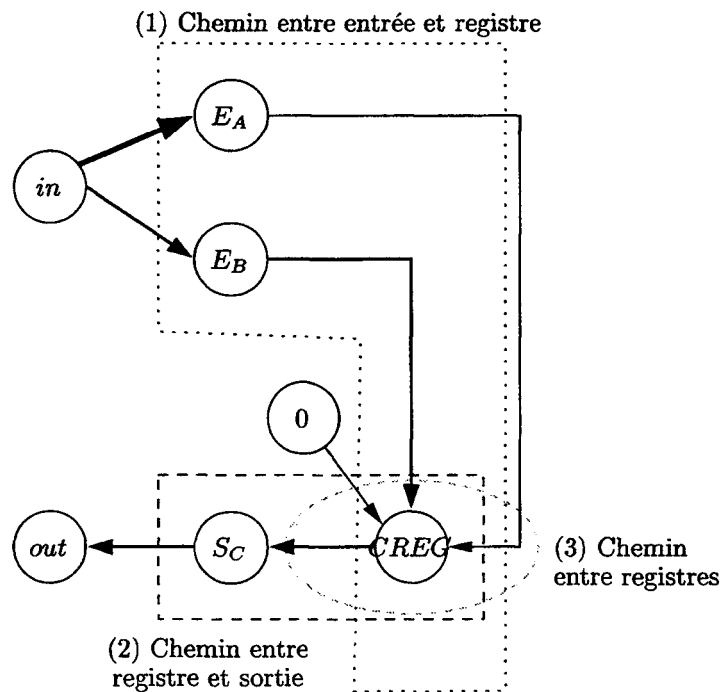 (1) Chemin entre entrée et registre
E_A
in
E_B
0
out
S_C
CREG
(3) Chemin
entre registres
(2) Chemin entre
registre et sortie